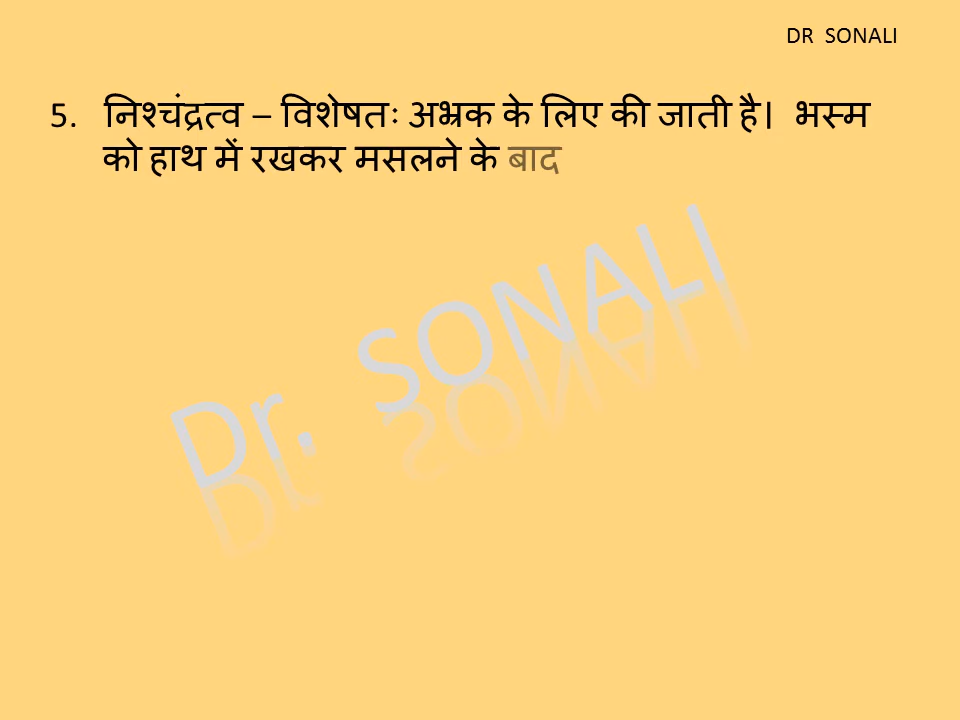 DR SONALI
5. निश्चंद्रत्व – विशेषतः अभ्रक के लिए की जाती है। भस्म
को हाथ में रखकर मसलने के बाद
Dr. SONALI